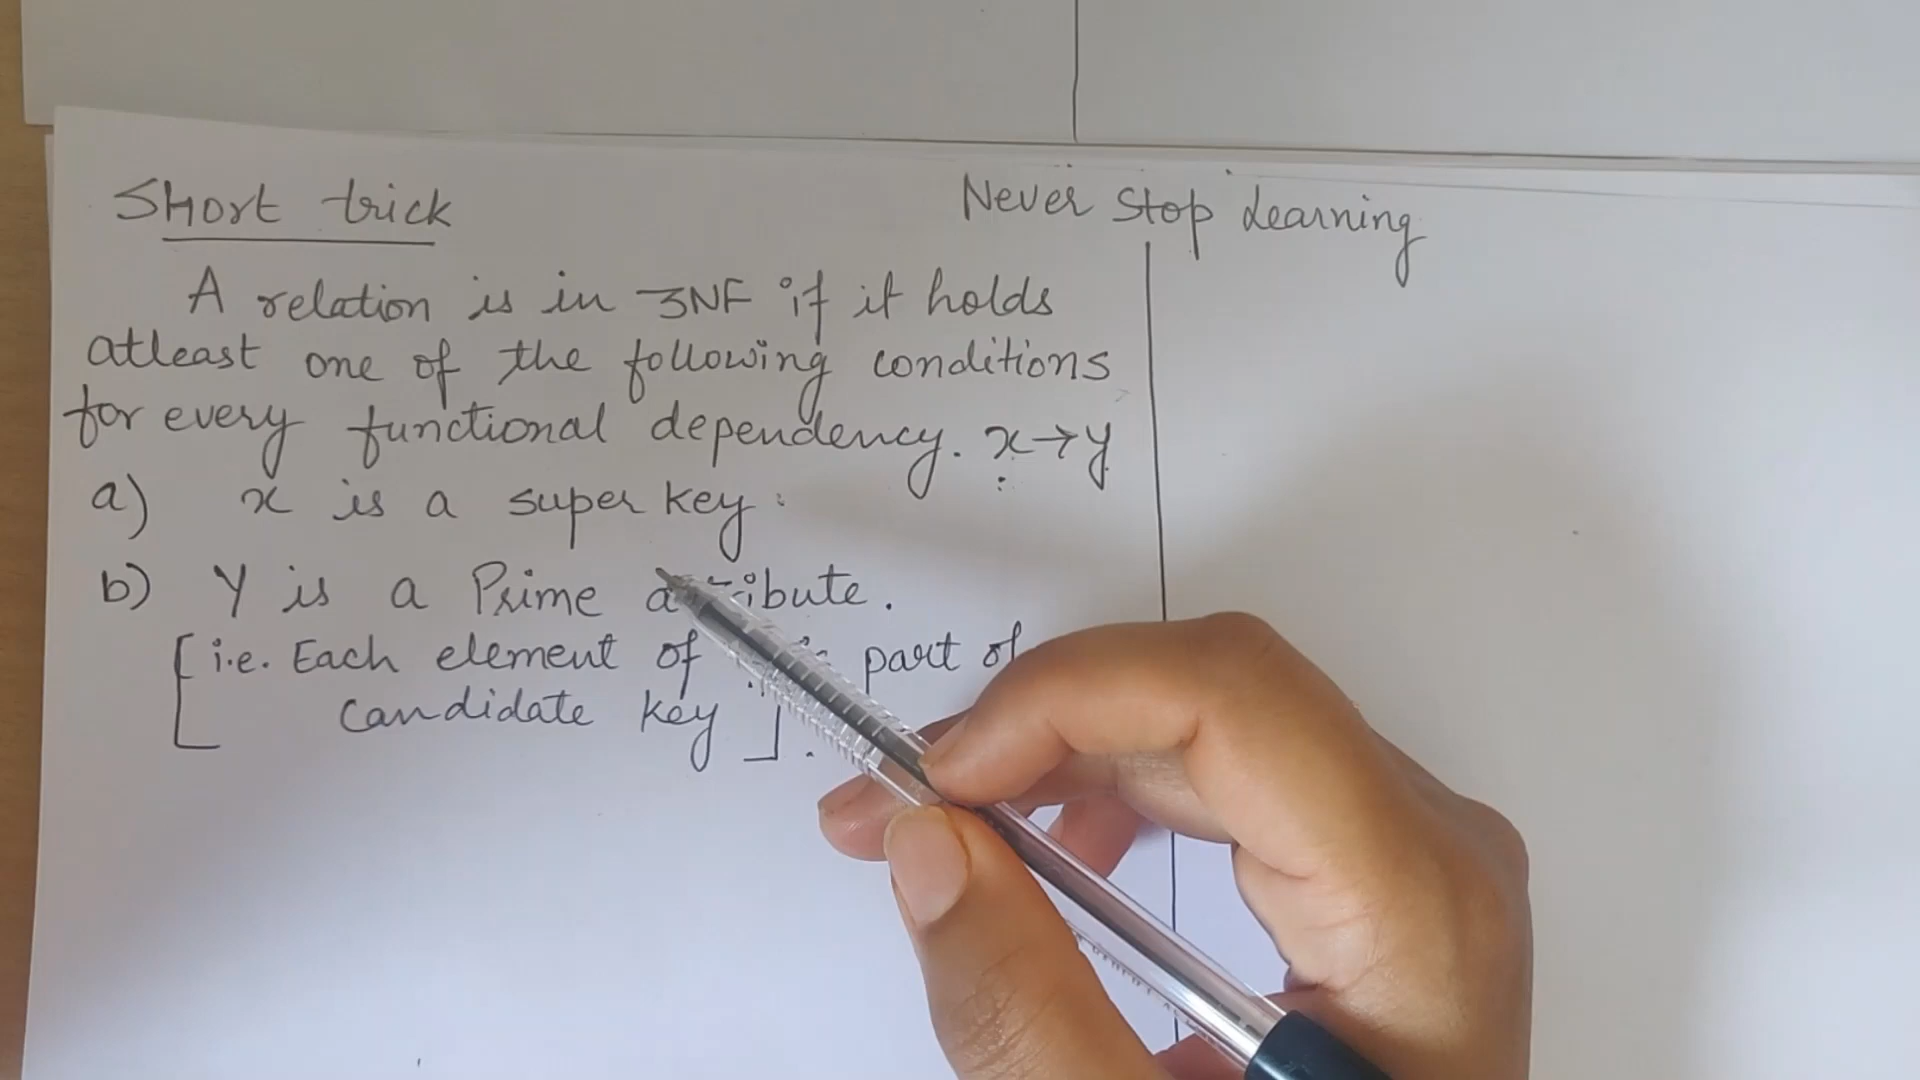 Short trick
Never Stop Learning
A relation is in 3NF if it holds
atleast one of the following conditions
for every functional dependency. x→y
a) x is a super key.
b) Y is a Prime attribute.
[i.e. Each element of part of
candidate key].